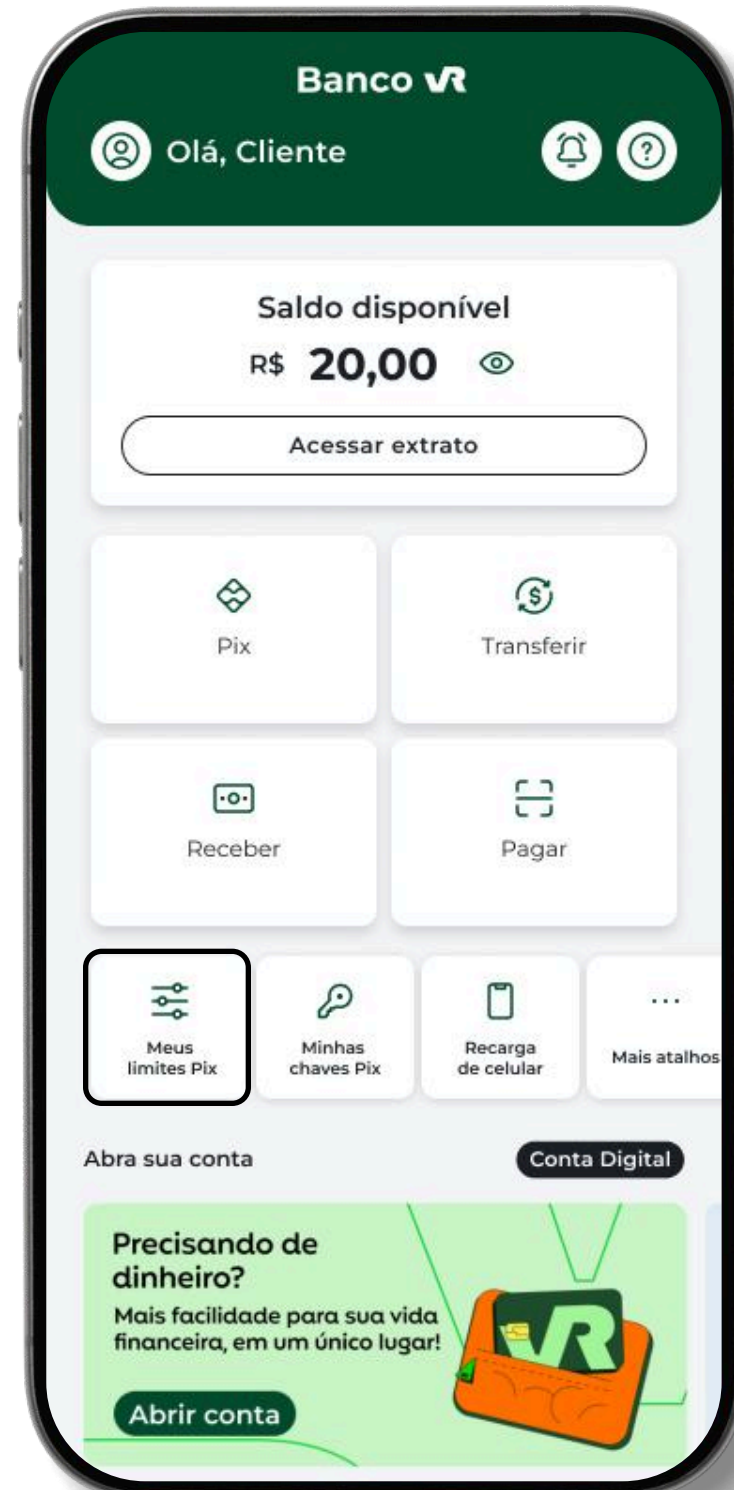 Banco VR
Olá, Cliente
Saldo disponível
R$ 20,00
Acessar extrato
Pix
Transferir
Receber
Pagar
Meus
limites Pix
Minhas
chaves Pix
Recarga
de celular
...
Mais atalhos
Abra sua conta
Conta Digital
Precisando de
dinheiro?
Mais facilidade para sua vida
financeira, em um único lugar!
VR
Abrir conta